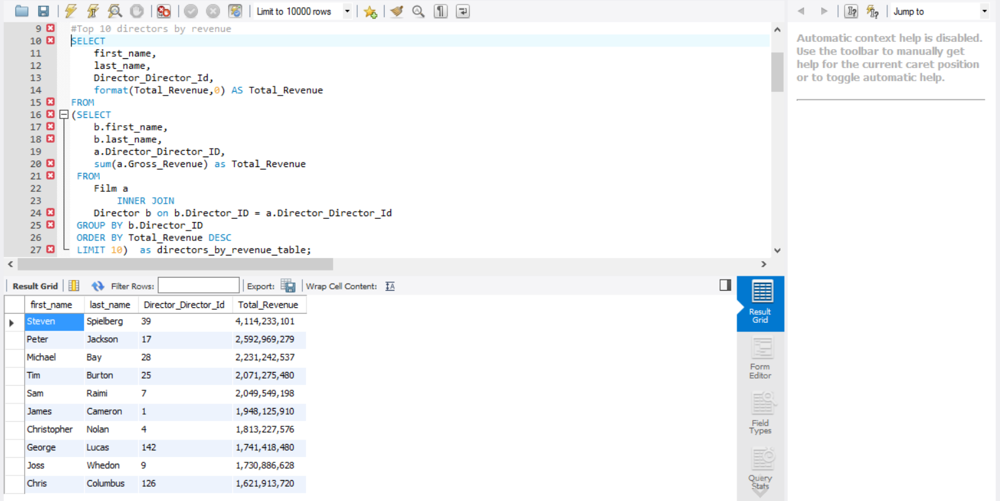 Limit to 10000 rows
Jump to
9 #Top 10 directors by revenue
10 SELECT
11 first_name,
12 last_name,
13 Director_Director_Id,
14 format(Total_Revenue,0) AS Total_Revenue
15 FROM
16 (SELECT
17 b.first_name,
18 b.last_name,
19 a.Director_Director_ID,
20 sum(a.Gross_Revenue) as Total_Revenue
21 FROM
22 Film a
23 INNER JOIN
24 Director b on b.Director_ID = a.Director_Director_Id
25 GROUP BY b.Director_ID
26 ORDER BY Total_Revenue DESC
27 LIMIT 10) as directors_by_revenue_table;
Automatic context help is disabled.
Use the toolbar to manually get
help for the current caret position
or to toggle automatic help.
Result Grid Filter Rows: Export: Wrap Cell Content: IA
first_name last_name Director_Director_Id Total_Revenue
Steven Spielberg 39 4,114,233,101
Peter Jackson 17 2,592,969,279
Michael Bay 28 2,231,242,537
Tim Burton 25 2,071,275,480
Sam Raimi 7 2,049,549,198
James Cameron 1 1,948,125,910
Christopher Nolan 4 1,813,227,576
George Lucas 142 1,741,418,480
Joss Whedon 9 1,730,886,628
Chris Columbus 126 1,621,913,720
Result
Grid
Form
Editor
Field
Types
Query
Stats